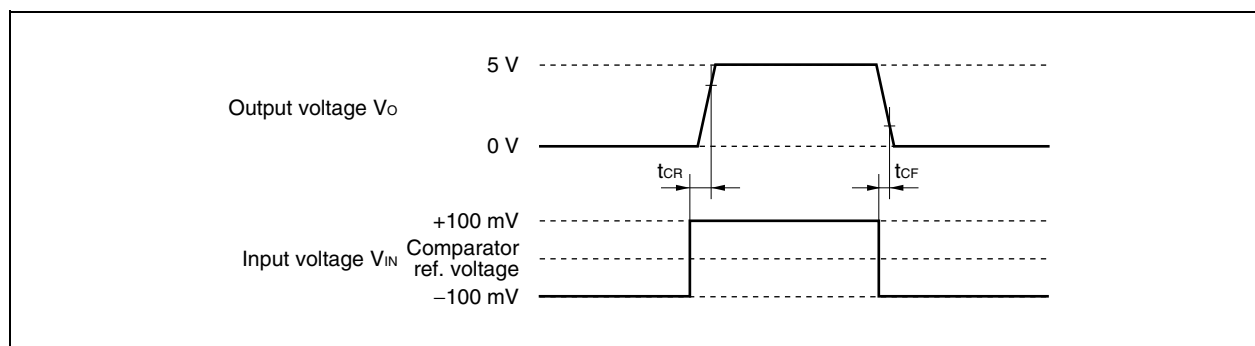 5 V
Output voltage VO
0 V
tCR
tCF
+100 mV
Input voltage VIN
Comparator
ref. voltage
−100 mV